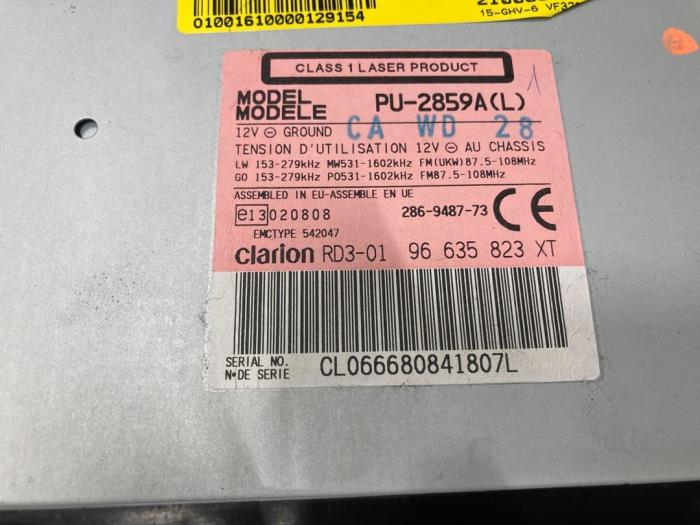 01001610000129154
15-GHV-6
CLASS 1 LASER PRODUCT
1
MODEL
MODELE PU-2859A(L)
12V ⊖ GROUND CA WD 28
TENSION D'UTILISATION 12V ⊖ AU CHASSIS
LW 153-279kHz MW531-1602kHz FM(UKW)87.5-108MHz
GO 153-279kHz PO531-1602kHz FM87.5-108MHz
ASSEMBLED IN EU-ASSEMBLE EN UE
e13 020808 286-9487-73 CE
EMCTYPE 542047
clarion RD3-01 96 635 823 XT
SERIAL NO.
N•DE SERIE CL066680841807L